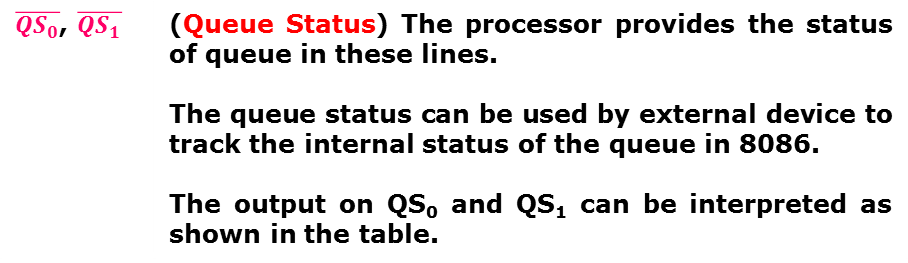 Q̅S̅₀̅, Q̅S̅₁̅ (Queue Status) The processor provides the status
of queue in these lines.
The queue status can be used by external device to
track the internal status of the queue in 8086.
The output on QS₀ and QS₁ can be interpreted as
shown in the table.